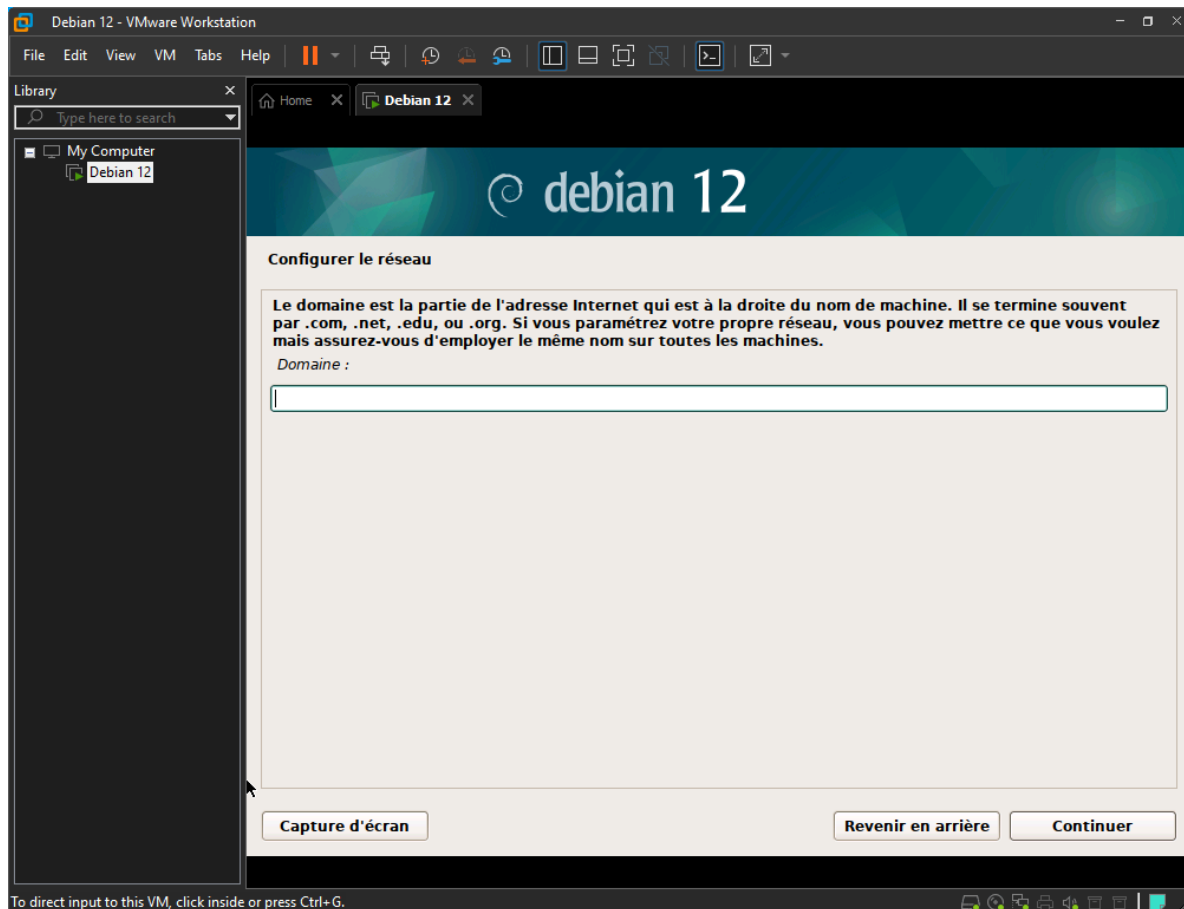 Debian 12 - VMware Workstation
File Edit View VM Tabs Help
Library
Type here to search
My Computer
Debian 12
Home
Debian 12
debian 12
Configurer le réseau
Le domaine est la partie de l'adresse Internet qui est à la droite du nom de machine. Il se termine souvent
par .com, .net, .edu, ou .org. Si vous paramétrez votre propre réseau, vous pouvez mettre ce que vous voulez
mais assurez-vous d'employer le même nom sur toutes les machines.
Domaine :
Capture d'écran
Revenir en arrière
Continuer
To direct input to this VM, click inside or press Ctrl+G.